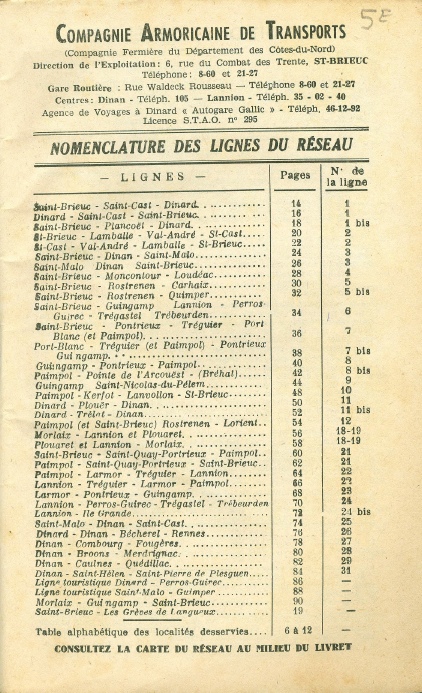 5E
COMPAGNIE ARMORICAINE DE TRANSPORTS
(Compagnie Fermière du Département des Côtes-du-Nord)
Direction de l'Exploitation : 6, rue du Combat des Trente, ST-BRIEUC
Téléphone : 8-60 et 21-27
Gare Routière : Rue Waldeck Rousseau — Téléphone 8-60 et 21-27
Centres : Dinan - Téléph. 105 — Lannion - Téléph. 35 - 02 - 40
Agence de Voyages à Dinard « Autogare Gallic » - Téléph. 46-12-92
Licence S.T.A.O. n° 295
NOMENCLATURE DES LIGNES DU RÉSEAU
— LIGNES — Pages N° de la ligne
Saint-Brieuc - Saint-Cast - Dinard. 14 1
Dinard - Saint-Cast - Saint-Brieuc. 16 1
Saint-Brieuc - Plancoët - Dinard. 18 1 bis
St-Brieuc - Lamballe - Val-André - St-Cast. 20 2
St-Cast - Val-André - Lamballe - St-Brieuc. 22 2
Saint-Brieuc - Dinan - Saint-Malo 24 3
Saint-Malo Dinan Saint-Brieuc 26 3
Saint-Brieuc - Moncontour - Loudéac 28 4
Saint-Brieuc - Rostrenen - Carhaix 30 5
Saint-Brieuc - Rostrenen - Quimper 32 5 bis
Saint-Brieuc - Guingamp Lannion - Perros-
Guirec - Trégastel Trébeurden 34 6
Saint-Brieuc - Pontrieux - Tréguier - Port
Blanc (et Paimpol) 36 7
Port-Blanc - Tréguier (et Paimpol) - Pontrieux
Guingamp. 38 7 bis
Guingamp - Pontrieux - Paimpol 40 8
Paimpol - Pointe de l'Arcouest - (Bréhat) 42 8 bis
Guingamp Saint-Nicolas-du-Pélem 44 9
Paimpol - Kerfot - Lanvollon - St-Brieuc 48 10
Dinard - Plouër - Dinan 50 11
Dinard - Trélat - Dinan 52 11 bis
Paimpol (et Saint-Brieuc) Rostrenen - Lorient 54 12
Morlaix - Lannion et Plouaret 56 18-19
Plouaret et Lannion - Morlaix 58 18-19
Saint-Brieuc - Saint-Quay-Portrieux - Paimpol 60 21
Paimpol - Saint-Quay-Portrieux - Saint-Brieuc 62 21
Paimpol - Larmor - Tréguier - Lannion 64 22
Lannion - Tréguier - Larmor - Paimpol 66 22
Larmor - Pontrieux - Guingamp 68 23
Lannion - Perros-Guirec - Trégastel - Trébeurden 70 24
Lannion - Ile Grande 72 24 bis
Saint-Malo - Dinan - Saint-Cast 74 25
Dinard - Dinan - Bécherel - Rennes 76 26
Dinan - Combourg - Fougères 78 27
Dinan - Broons - Merdrignac 80 28
Dinan - Caulnes - Quédillac 82 29
Dinan - Saint-Hélen - Saint-Pierre de Plesguen 84 31
Ligne touristique Dinard - Perros-Guirec 86 —
Ligne touristique Saint-Malo - Quimper 88 —
Morlaix - Guingamp - Saint-Brieuc 90 —
Saint-Brieuc - Les Grèves de Langueux 19 —
Table alphabétique des localités desservies 6 à 12 —
CONSULTEZ LA CARTE DU RÉSEAU AU MILIEU DU LIVRET